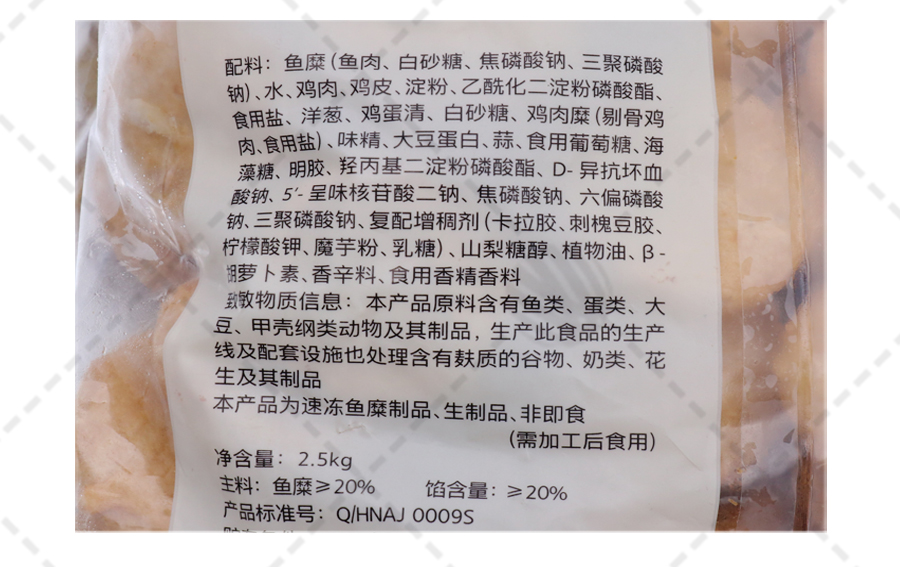 配料：鱼糜（鱼肉、白砂糖、焦磷酸钠、三聚磷酸
钠）、水、鸡肉、鸡皮、淀粉、乙酰化二淀粉磷酸酯、
食用盐、洋葱、鸡蛋清、白砂糖、鸡肉糜（剔骨鸡
肉、食用盐）、味精、大豆蛋白、蒜、食用葡萄糖、海
藻糖、明胶、羟丙基二淀粉磷酸酯、D-异抗坏血
酸钠、5′-呈味核苷酸二钠、焦磷酸钠、六偏磷酸
钠、三聚磷酸钠、复配增稠剂（卡拉胶、刺槐豆胶、
柠檬酸钾、魔芋粉、乳糖）、山梨糖醇、植物油、β-
胡萝卜素、香辛料、食用香精香料
致敏物质信息：本产品原料含有鱼类、蛋类、大
豆、甲壳纲类动物及其制品，生产此食品的生产
线及配套设施也处理含有麸质的谷物、奶类、花
生及其制品
本产品为速冻鱼糜制品、生制品、非即食
（需加工后食用）
净含量：2.5kg
主料：鱼糜≥20% 馅含量：≥20%
产品标准号：Q/HNAJ 0009S